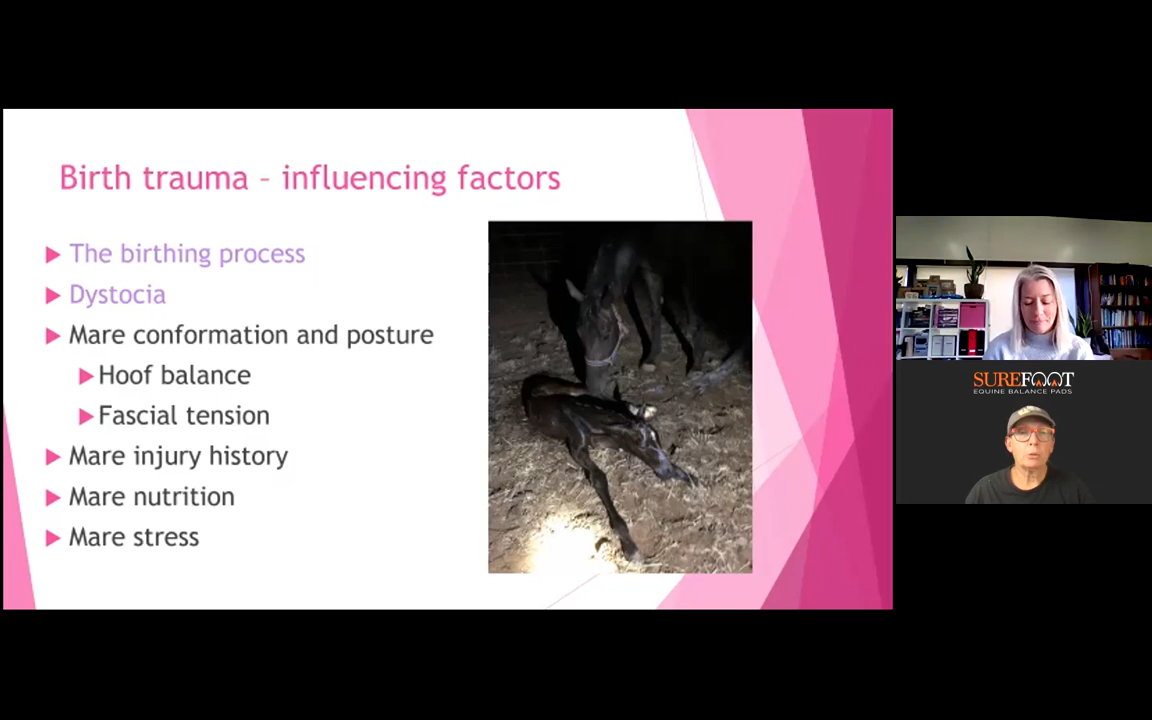 Birth trauma – influencing factors
The birthing process
Dystocia
Mare conformation and posture
Hoof balance
Fascial tension
Mare injury history
Mare nutrition
Mare stress
SUREFOOT
EQUINE BALANCE PADS